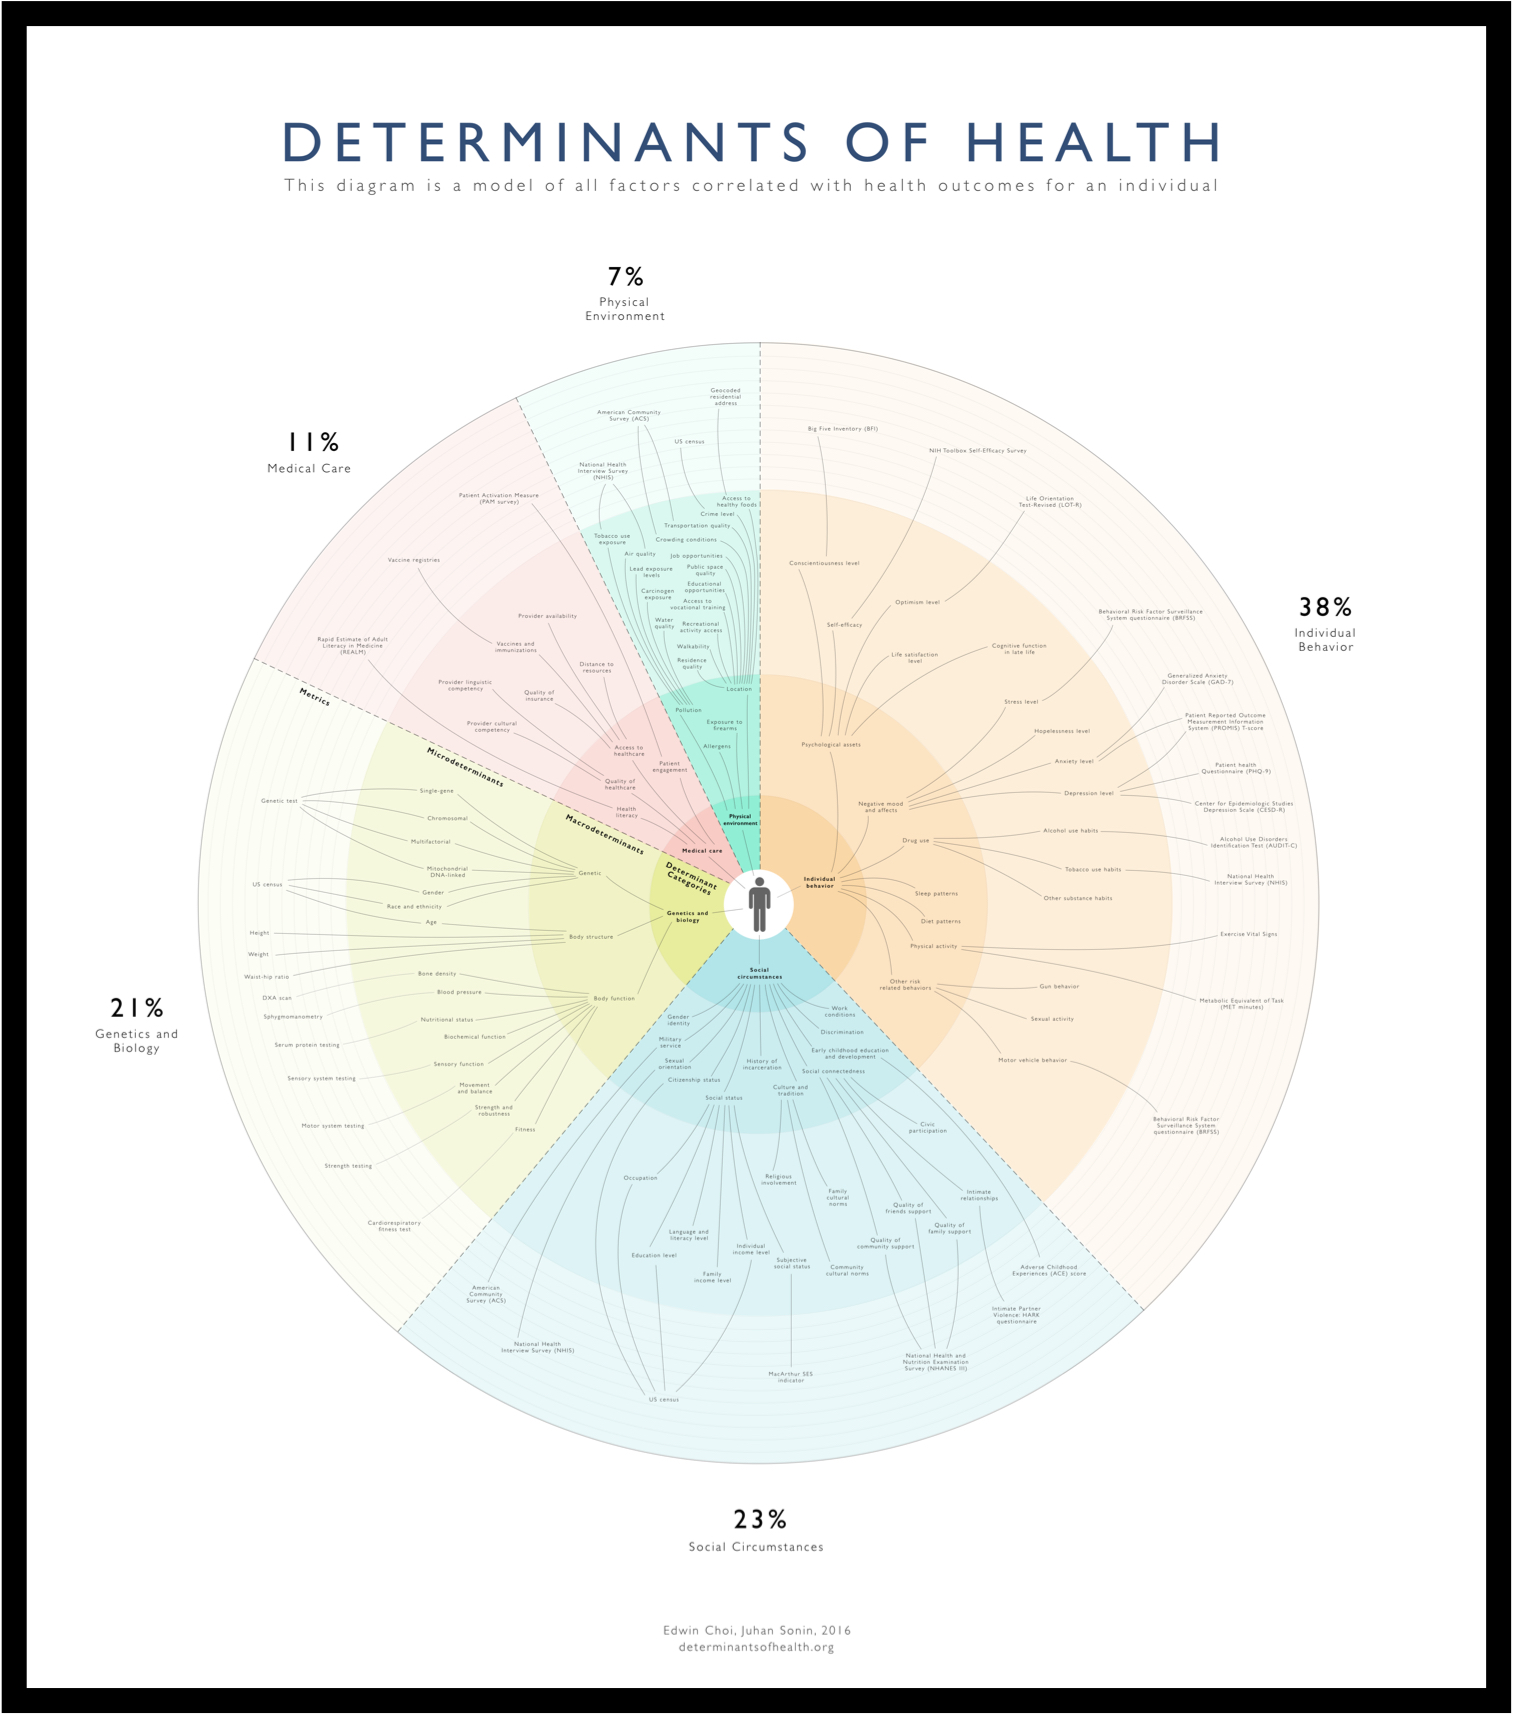 DETERMINANTS OF HEALTH
This diagram is a model of all factors correlated with health outcomes for an individual
7%
Physical
Environment
11%
Medical Care
38%
Individual
Behavior
21%
Genetics and
Biology
23%
Social Circumstances
Metrics
Microdeterminants
Macrodeterminants
Determinant
Categories
Physical
environment
Geocoded
residential
address
American Community
Survey (ACS)
US census
National Health
Interview Survey
(NHIS)
Access to
healthy foods
Crime level
Transportation quality
Tobacco use
exposure
Crowding conditions
Air quality
Job opportunities
Lead exposure
levels
Public space
quality
Educational
opportunities
Carcinogen
exposure
Access to
vocational training
Water
quality
Recreational
activity access
Walkability
Residence
quality
Location
Pollution
Exposure to
firearms
Allergens
Medical care
Patient Activation Measure
(PAM survey)
Vaccine registries
Rapid Estimate of Adult
Literacy in Medicine
(REALM)
Provider availability
Vaccines and
immunizations
Distance to
resources
Provider linguistic
competency
Quality of
insurance
Provider cultural
competency
Access to
healthcare
Patient
engagement
Quality of
healthcare
Health
literacy
Individual
behavior
Big Five Inventory (BFI)
NIH Toolbox Self-Efficacy Survey
Life Orientation
Test-Revised (LOT-R)
Conscientiousness level
Optimism level
Self-efficacy
Life satisfaction
level
Cognitive function
in late life
Psychological assets
Behavioral Risk Factor Surveillance
System questionnaire (BRFSS)
Generalized Anxiety
Disorder Scale (GAD-7)
Stress level
Patient Reported Outcome
Measurement Information
System (PROMIS) T-score
Hopelessness level
Anxiety level
Patient health
Questionnaire (PHQ-9)
Depression level
Center for Epidemiologic Studies
Depression Scale (CESD-R)
Negative mood
and affects
Drug use
Alcohol use habits
Alcohol Use Disorders
Identification Test (AUDIT-C)
Tobacco use habits
National Health
Interview Survey (NHIS)
Other substance habits
Sleep patterns
Diet patterns
Physical activity
Exercise Vital Signs
Metabolic Equivalent of Task
(MET minutes)
Other risk
related behaviors
Gun behavior
Sexual activity
Motor vehicle behavior
Behavioral Risk Factor
Surveillance System
questionnaire (BRFSS)
Genetics and
biology
Genetic test
Single-gene
Chromosomal
Multifactorial
Mitochondrial
DNA-linked
Genetic
US census
Gender
Race and ethnicity
Age
Height
Body structure
Weight
Waist-hip ratio
Bone density
DXA scan
Blood pressure
Body function
Sphygmomanometry
Nutritional status
Serum protein testing
Biochemical function
Sensory function
Sensory system testing
Movement
and balance
Strength and
robustness
Motor system testing
Fitness
Strength testing
Cardiorespiratory
fitness test
Social
circumstances
Gender
identity
Work
conditions
Military
service
Discrimination
Sexual
orientation
Early childhood education
and development
History of
incarceration
Social connectedness
Citizenship status
Culture and
tradition
Social status
Civic
participation
Occupation
Religious
involvement
Family
cultural
norms
Intimate
relationships
Quality of
friends support
Quality of
family support
Language and
literacy level
Quality of
community support
Education level
Individual
income level
Subjective
social status
Family
income level
Community
cultural norms
Adverse Childhood
Experiences (ACE) score
American
Community
Survey (ACS)
Intimate Partner
Violence: HARK
questionnaire
National Health
Interview Survey (NHIS)
National Health and
Nutrition Examination
Survey (NHANES III)
MacArthur SES
indicator
US census
Edwin Choi, Juhan Sonin, 2016
determinantsofhealth.org